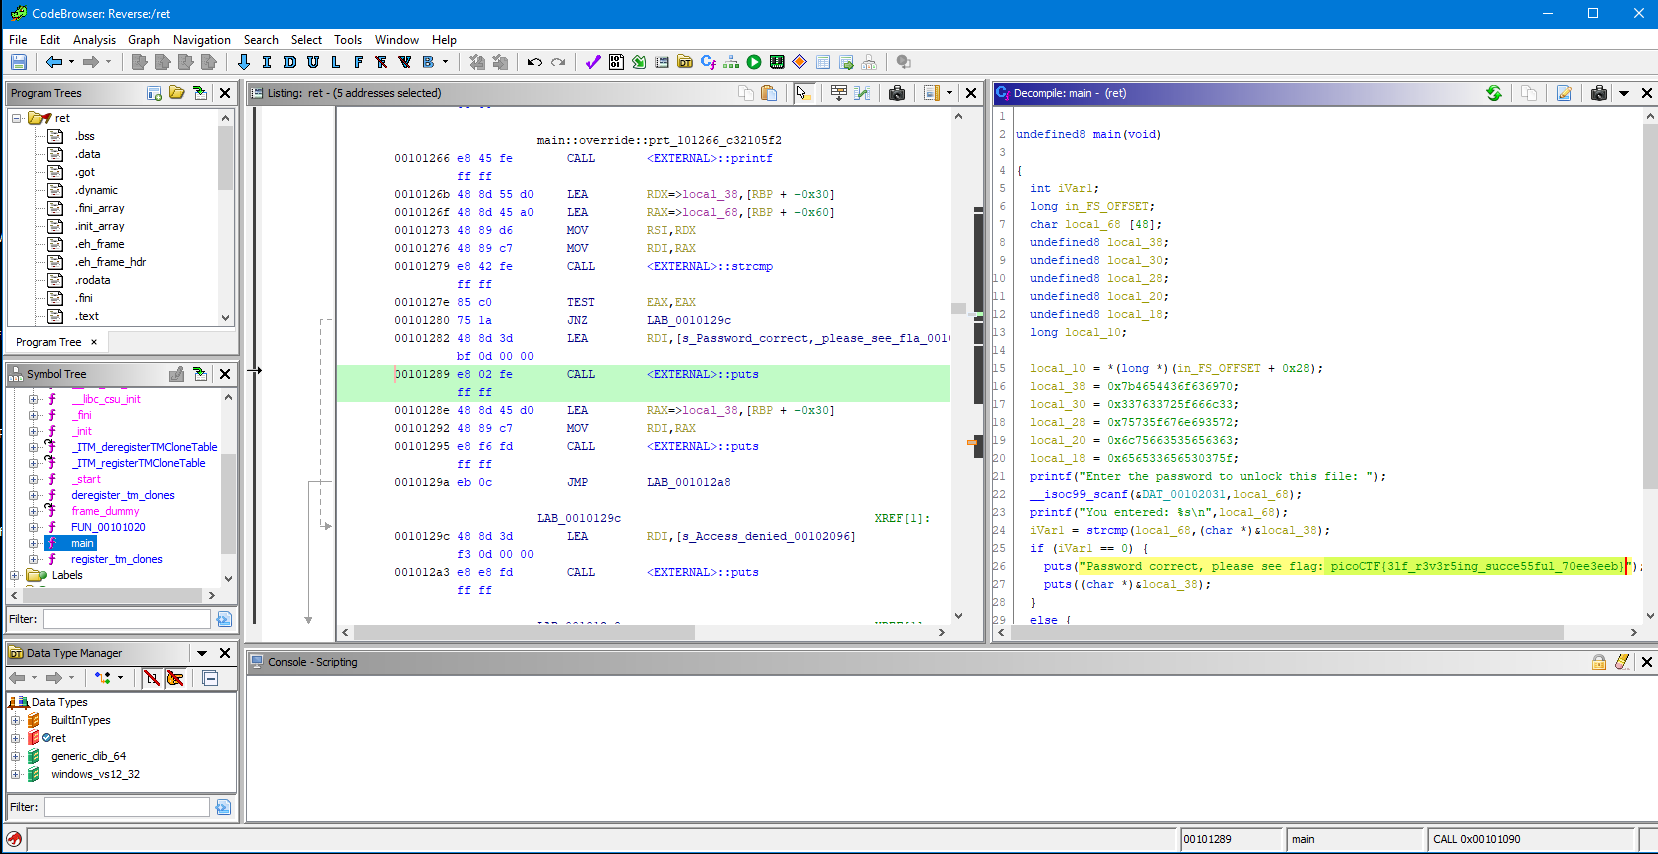 CodeBrowser: Reverse:/ret
File Edit Analysis Graph Navigation Search Select Tools Window Help
I D U L F B
Program Trees
ret
.bss
.data
.got
.dynamic
.fini_array
.init_array
.eh_frame
.eh_frame_hdr
.rodata
.fini
.text
Program Tree ×
Symbol Tree
__libc_csu_init
_fini
_init
_ITM_deregisterTMCloneTable
_ITM_registerTMCloneTable
_start
deregister_tm_clones
frame_dummy
FUN_00101020
main
register_tm_clones
Labels
Filter:
Data Type Manager
Data Types
BuiltInTypes
ret
generic_clib_64
windows_vs12_32
Filter:
Listing: ret - (5 addresses selected)
main::override::prt_101266_c32105f2
00101266 e8 45 fe CALL <EXTERNAL>::printf
ff ff
0010126b 48 8d 55 d0 LEA RDX=>local_38,[RBP + -0x30]
0010126f 48 8d 45 a0 LEA RAX=>local_68,[RBP + -0x60]
00101273 48 89 d6 MOV RSI,RDX
00101276 48 89 c7 MOV RDI,RAX
00101279 e8 42 fe CALL <EXTERNAL>::strcmp
ff ff
0010127e 85 c0 TEST EAX,EAX
00101280 75 1a JNZ LAB_0010129c
00101282 48 8d 3d LEA RDI,[s_Password_correct,_please_see_fla_001
bf 0d 00 00
00101289 e8 02 fe CALL <EXTERNAL>::puts
ff ff
0010128e 48 8d 45 d0 LEA RAX=>local_38,[RBP + -0x30]
00101292 48 89 c7 MOV RDI,RAX
00101295 e8 f6 fd CALL <EXTERNAL>::puts
ff ff
0010129a eb 0c JMP LAB_001012a8
LAB_0010129c XREF[1]:
0010129c 48 8d 3d LEA RDI,[s_Access_denied_00102096]
f3 0d 00 00
001012a3 e8 e8 fd CALL <EXTERNAL>::puts
ff ff
Decompile: main - (ret)
1
2 undefined8 main(void)
3
4 {
5 int iVar1;
6 long in_FS_OFFSET;
7 char local_68 [48];
8 undefined8 local_38;
9 undefined8 local_30;
10 undefined8 local_28;
11 undefined8 local_20;
12 undefined8 local_18;
13 long local_10;
14
15 local_10 = *(long *)(in_FS_OFFSET + 0x28);
16 local_38 = 0x7b4654436f636970;
17 local_30 = 0x337633725f666c33;
18 local_28 = 0x75735f676e693572;
19 local_20 = 0x6c75663535656363;
20 local_18 = 0x656533656530375f;
21 printf("Enter the password to unlock this file: ");
22 __isoc99_scanf(&DAT_00102031,local_68);
23 printf("You entered: %s\n",local_68);
24 iVar1 = strcmp(local_68,(char *)&local_38);
25 if (iVar1 == 0) {
26 puts("Password correct, please see flag: picoCTF{3lf_r3v3r5ing_succe55ful_70ee3eeb}");
27 puts((char *)&local_38);
28 }
29 else {
Console - Scripting
00101289 main CALL 0x00101090